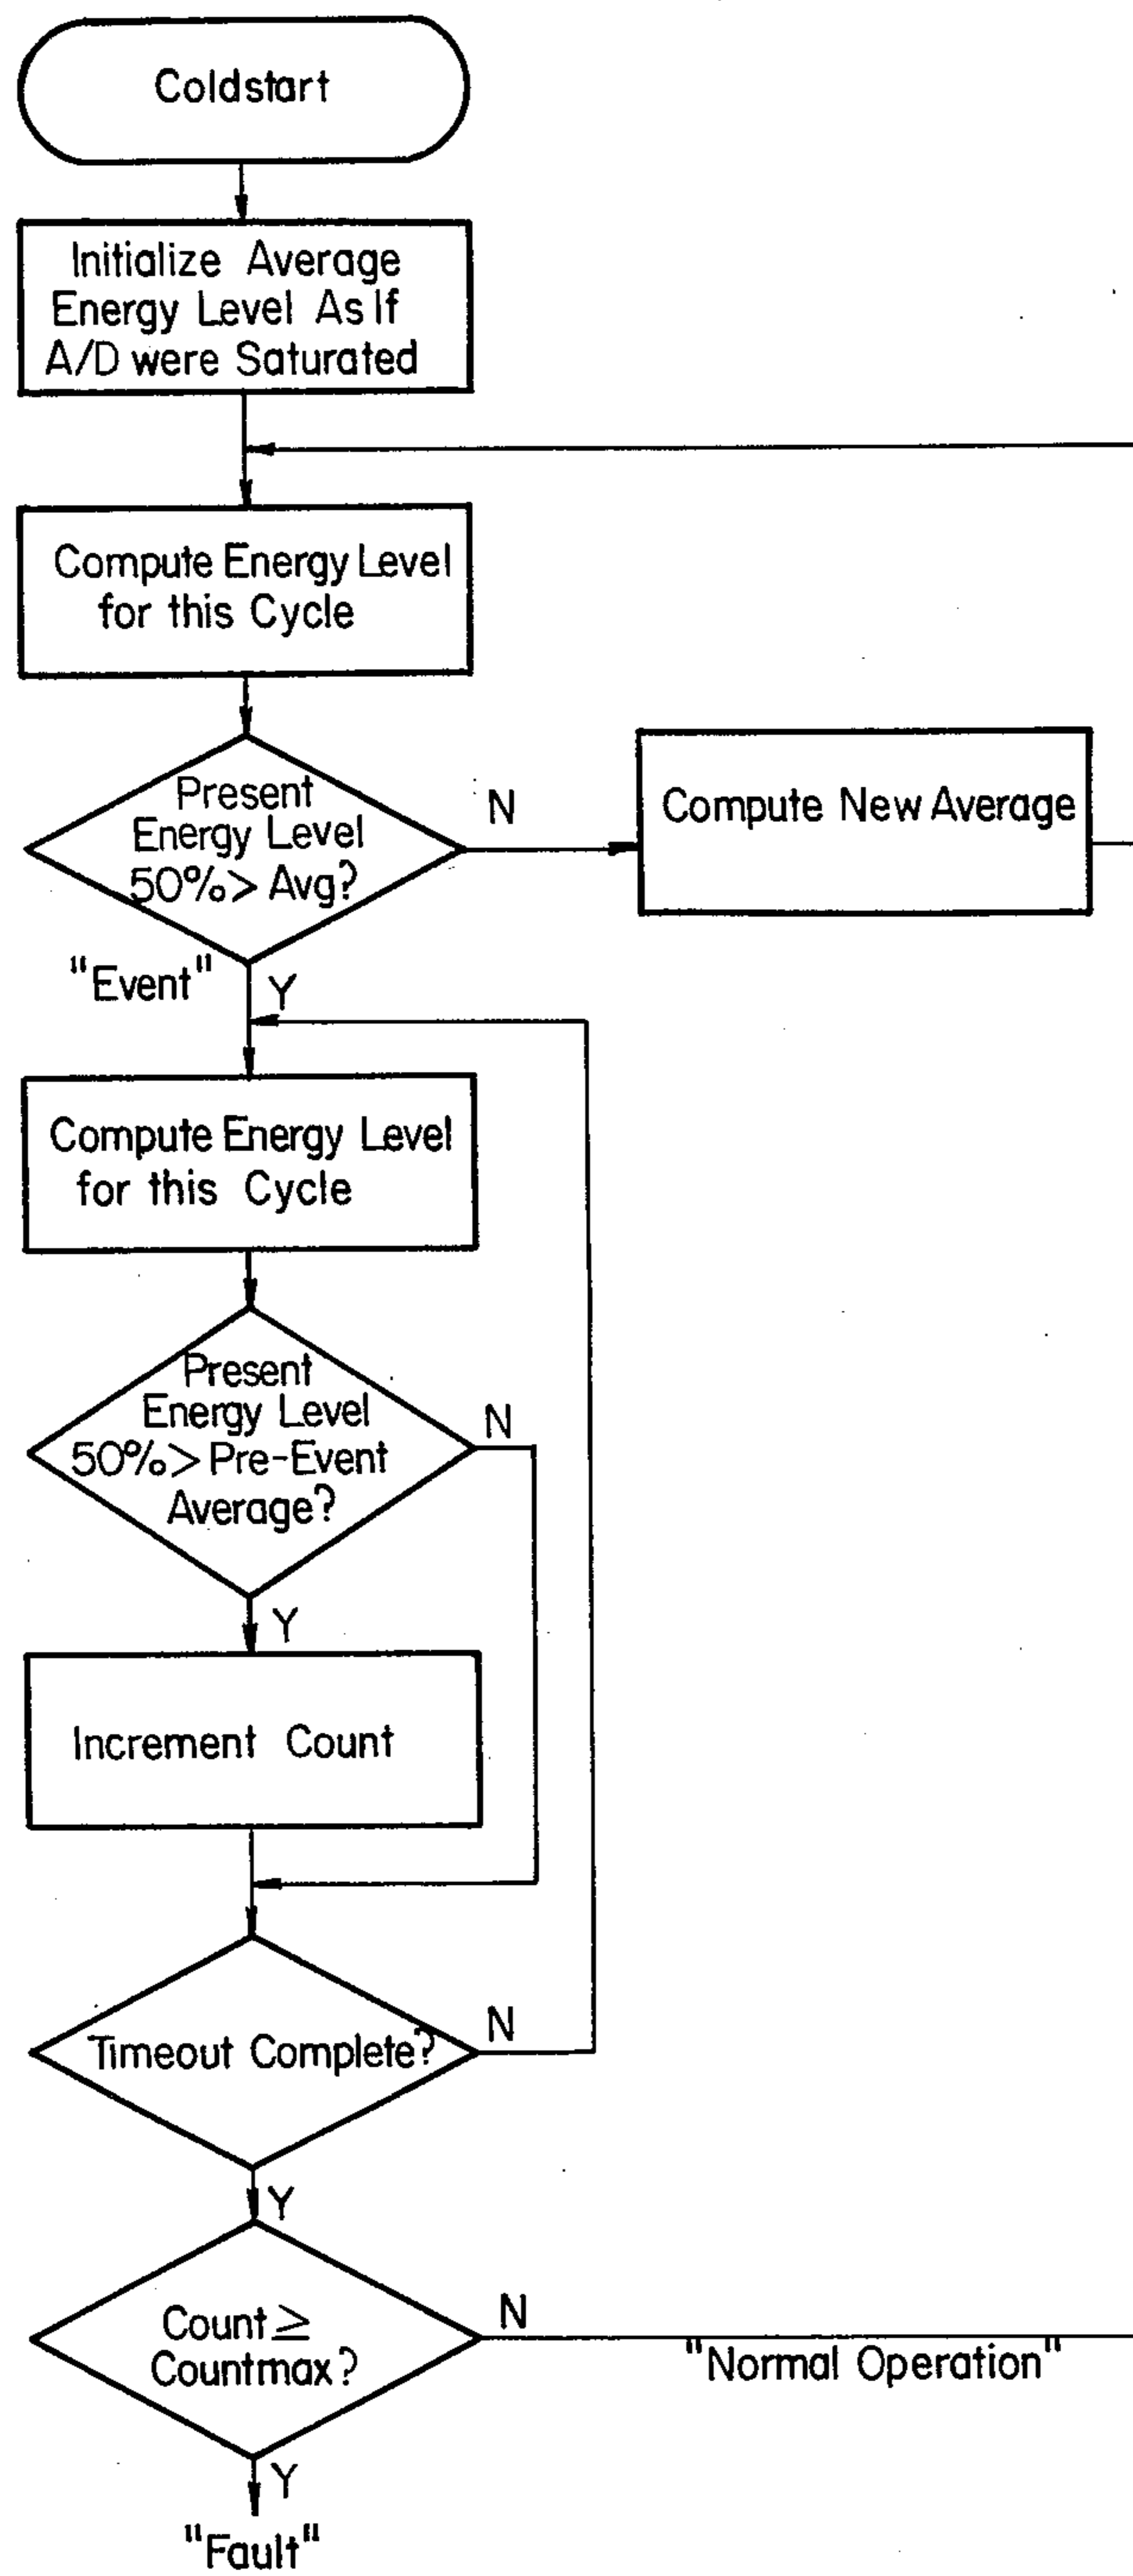 Coldstart
Initialize Average
Energy Level As If
A/D were Saturated
Compute Energy Level
for this Cycle
Present
Energy Level
50% > Avg?
N
Compute New Average
"Event"
Y
Compute Energy Level
for this Cycle
Present
Energy Level
50% > Pre-Event
Average?
N
Y
Increment Count
Timeout Complete?
N
Y
Count ≥
Countmax?
N
"Normal Operation"
Y
"Fault"